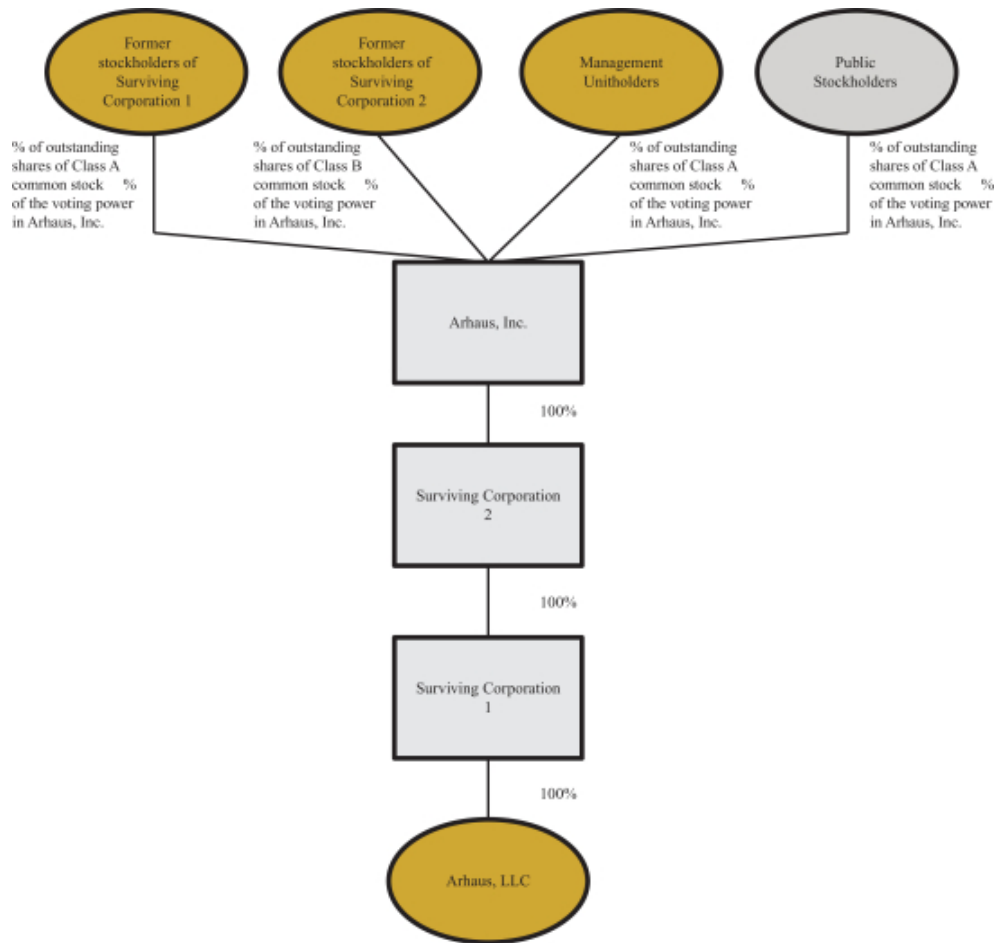 Former
stockholders of
Surviving
Corporation 1
Former
stockholders of
Surviving
Corporation 2
Management
Unitholders
Public
Stockholders
% of outstanding
shares of Class A
common stock %
of the voting power
in Arhaus, Inc.
% of outstanding
shares of Class B
common stock %
of the voting power
in Arhaus, Inc.
% of outstanding
shares of Class A
common stock %
of the voting power
in Arhaus, Inc.
% of outstanding
shares of Class A
common stock %
of the voting power
in Arhaus, Inc.
Arhaus, Inc.
100%
Surviving Corporation
2
100%
Surviving Corporation
1
100%
Arhaus, LLC